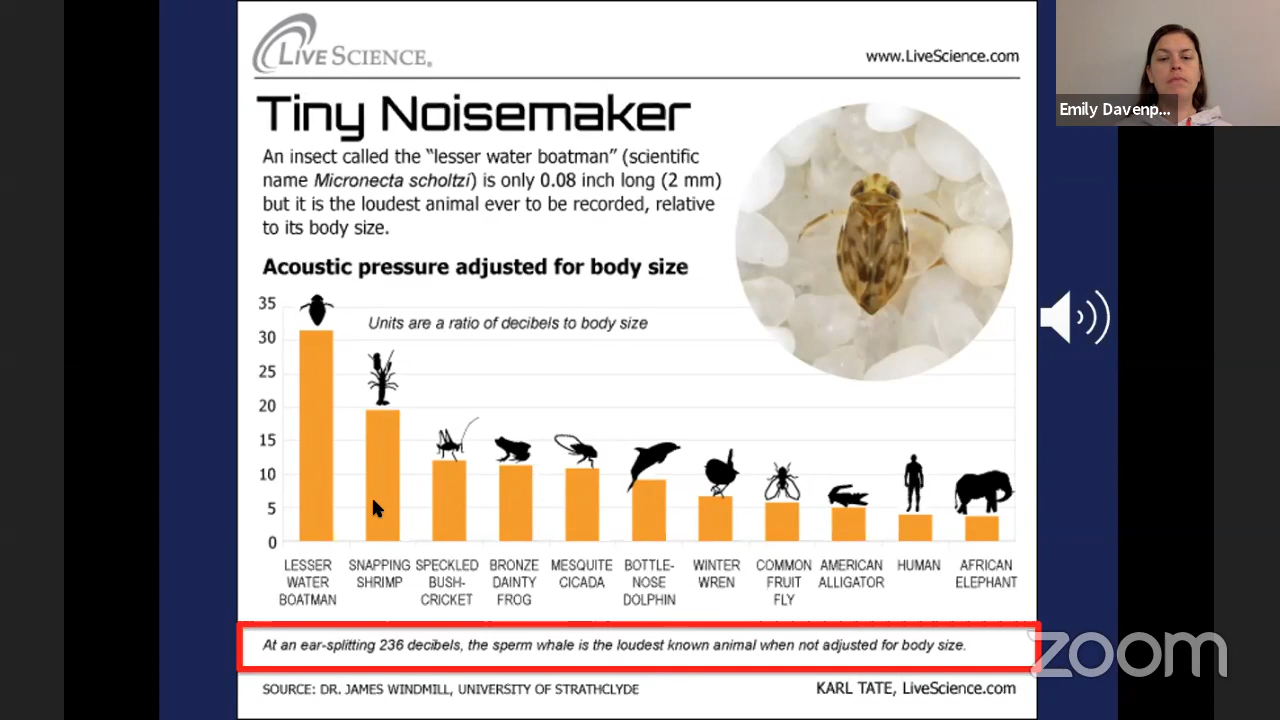 LIVESCIENCE®
www.LiveScience.com
Emily Davenp...
Tiny Noisemaker
An insect called the “lesser water boatman” (scientific
name Micronecta scholtzi) is only 0.08 inch long (2 mm)
but it is the loudest animal ever to be recorded, relative
to its body size.
Acoustic pressure adjusted for body size
Units are a ratio of decibels to body size
35
30
25
20
15
10
5
0
LESSER
WATER
BOATMAN
SNAPPING
SHRIMP
SPECKLED
BUSH-
CRICKET
BRONZE
DAINTY
FROG
MESQUITE
CICADA
BOTTLE-
NOSE
DOLPHIN
WINTER
WREN
COMMON
FRUIT
FLY
AMERICAN
ALLIGATOR
HUMAN
AFRICAN
ELEPHANT
At an ear-splitting 236 decibels, the sperm whale is the loudest known animal when not adjusted for body size.
SOURCE: DR. JAMES WINDMILL, UNIVERSITY OF STRATHCLYDE
KARL TATE, LiveScience.com
zoom